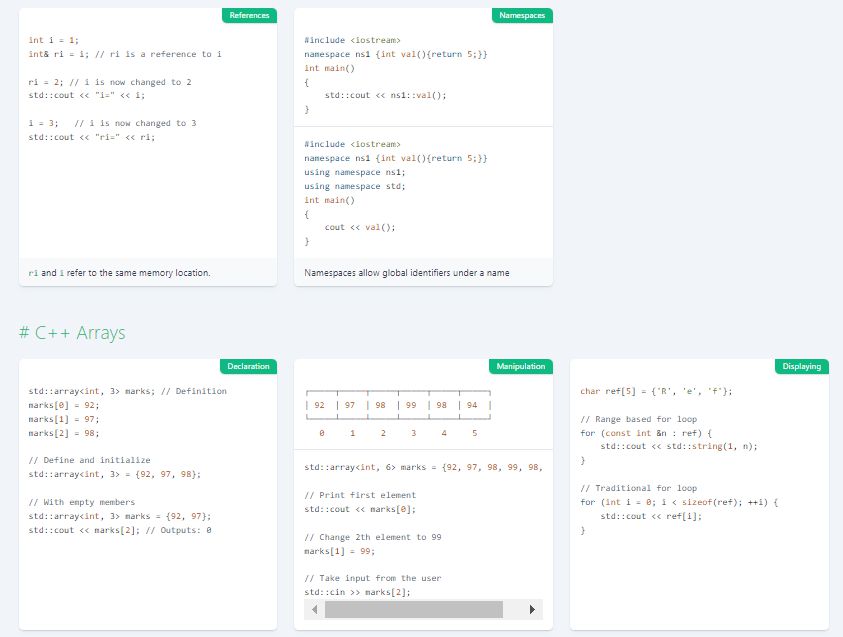 References
int i = 1;
int& ri = i; // ri is a reference to i
ri = 2; // i is now changed to 2
std::cout << "i=" << i;
i = 3;   // i is now changed to 3
std::cout << "ri=" << ri;
ri and i refer to the same memory location.
Namespaces
#include <iostream>
namespace ns1 {int val(){return 5;}}
int main()
{
    std::cout << ns1::val();
}
#include <iostream>
namespace ns1 {int val(){return 5;}}
using namespace ns1;
using namespace std;
int main()
{
    cout << val();
}
Namespaces allow global identifiers under a name
# C++ Arrays
Declaration
std::array<int, 3> marks; // Definition
marks[0] = 92;
marks[1] = 97;
marks[2] = 98;
// Define and initialize
std::array<int, 3> = {92, 97, 98};
// With empty members
std::array<int, 3> marks = {92, 97};
std::cout << marks[2]; // Outputs: 0
Manipulation
| 92 | 97 | 98 | 99 | 98 | 94 |
0 1 2 3 4 5
std::array<int, 6> marks = {92, 97, 98, 99, 98,
// Print first element
std::cout << marks[0];
// Change 2th element to 99
marks[1] = 99;
// Take input from the user
std::cin >> marks[2];
Displaying
char ref[5] = {'R', 'e', 'f'};
// Range based for loop
for (const int &n : ref) {
    std::cout << std::string(1, n);
}
// Traditional for loop
for (int i = 0; i < sizeof(ref); ++i) {
    std::cout << ref[i];
}